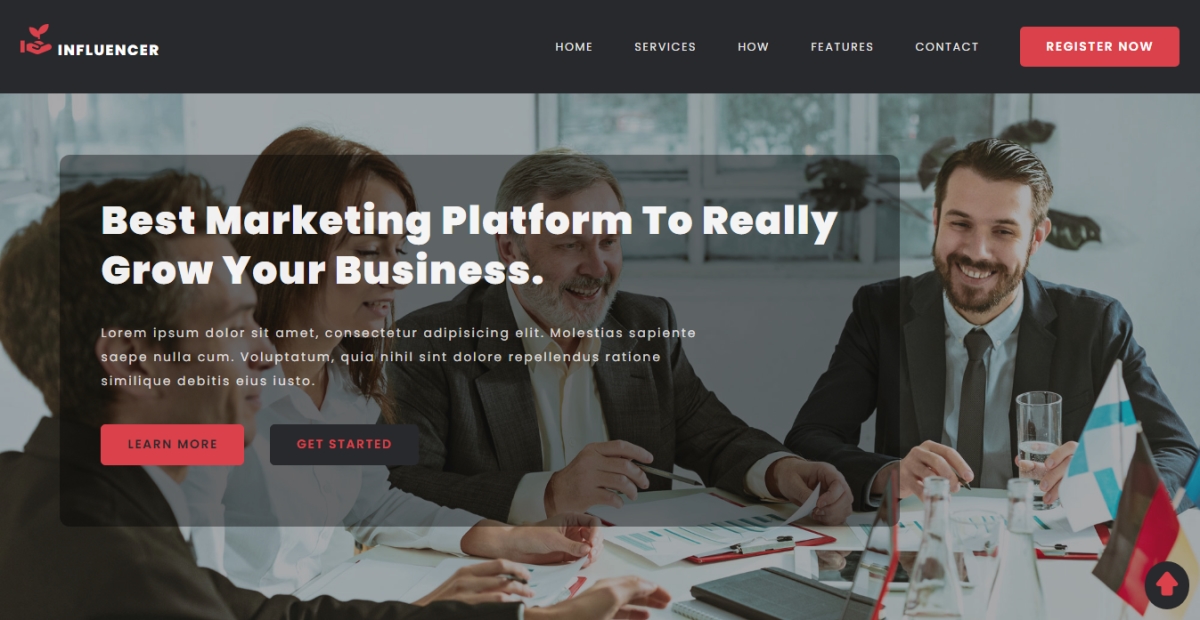 INFLUENCER
HOME SERVICES HOW FEATURES CONTACT REGISTER NOW
Best Marketing Platform To Really
Grow Your Business.
Lorem ipsum dolor sit amet, consectetur adipisicing elit. Molestias sapiente
saepe nulla cum. Voluptatum, quia nihil sint dolore repellendus ratione
similique debitis eius iusto.
LEARN MORE GET STARTED